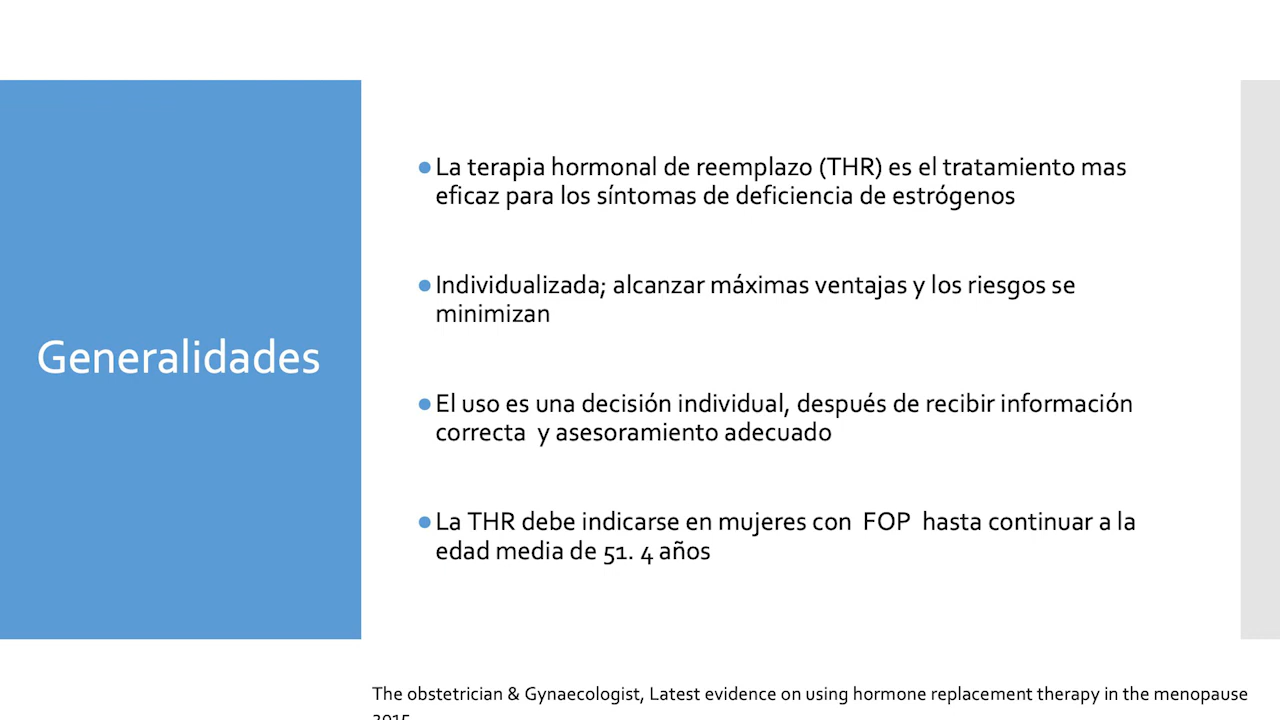 Generalidades
●La terapia hormonal de reemplazo (THR) es el tratamiento mas
eficaz para los síntomas de deficiencia de estrógenos
●Individualizada; alcanzar máximas ventajas y los riesgos se
minimizan
●El uso es una decisión individual, después de recibir información
correcta  y asesoramiento adecuado
●La THR debe indicarse en mujeres con  FOP  hasta continuar a la
edad media de 51. 4 años
The obstetrician & Gynaecologist, Latest evidence on using hormone replacement therapy in the menopause
2015